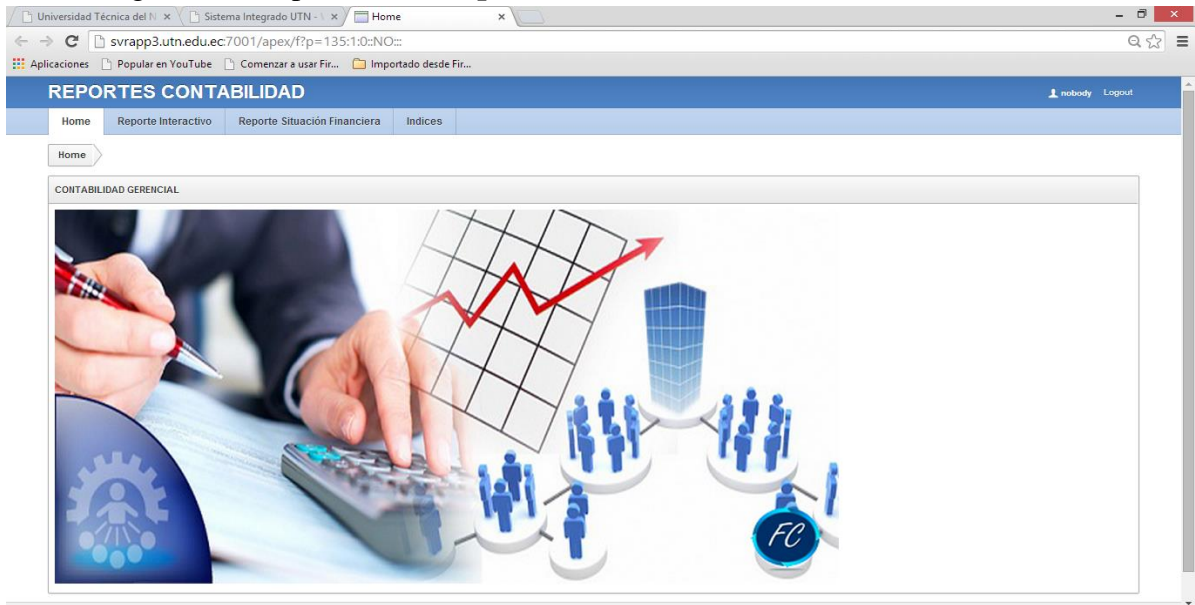 Universidad Técnica del N
Sistema Integrado UTN - \
Home
svrapp3.utn.edu.ec:7001/apex/f?p=135:1:0::NO:::
Aplicaciones
Popular en YouTube
Comenzar a usar Fir...
Importado desde Fir...
REPORTES CONTABILIDAD
nobody
Logout
Home
Reporte Interactivo
Reporte Situación Financiera
Indices
Home
CONTABILIDAD GERENCIAL
FC